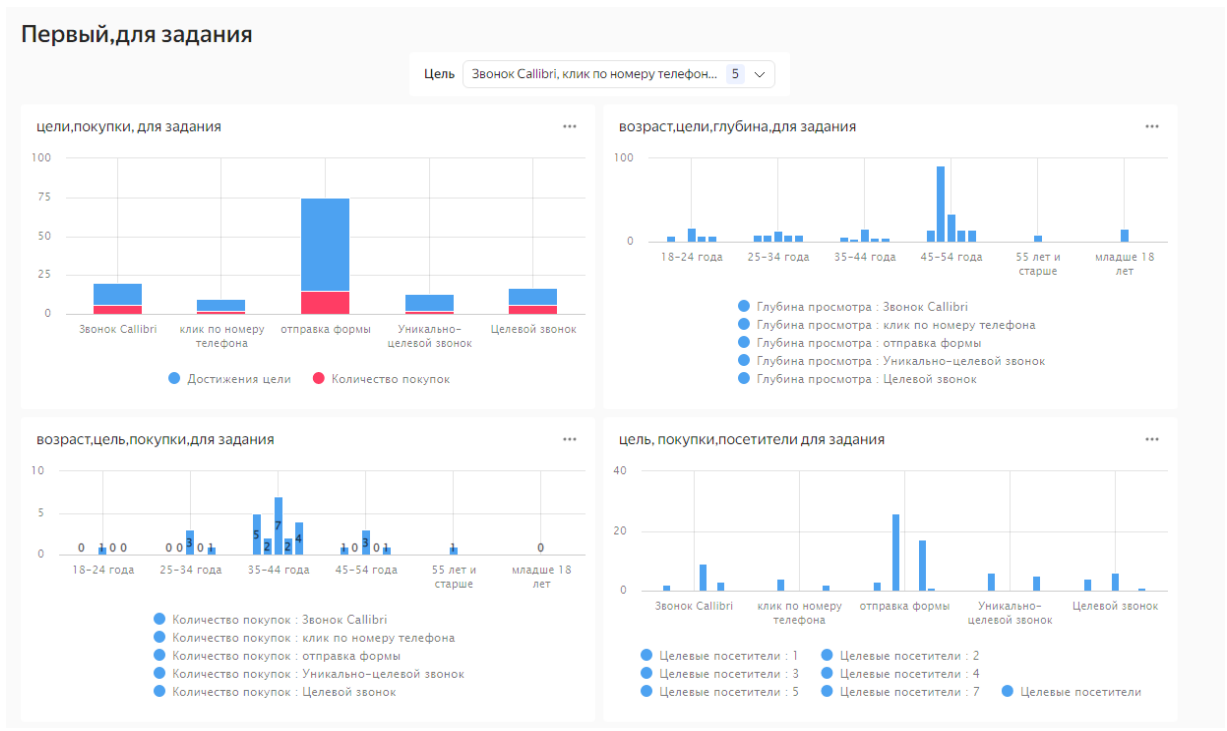 Первый,для задания
Цель Звонок Callibri, клик по номеру телефон... 5
цели,покупки, для задания
100
75
50
25
0
Звонок Callibri клик по номеру отправка формы Уникально- Целевой звонок
телефона целевой звонок
Достижения цели Количество покупок
возраст,цели,глубина,для задания
100
0
18-24 года 25-34 года 35-44 года 45-54 года 55 лет и младше 18
старше лет
Глубина просмотра : Звонок Callibri
Глубина просмотра : клик по номеру телефона
Глубина просмотра : отправка формы
Глубина просмотра : Уникально-целевой звонок
Глубина просмотра : Целевой звонок
возраст,цель,покупки,для задания
10
5
0
0 1 0 0 0 0 3 0 1 5 2 7 2 4 1 0 3 0 1 1 0
18-24 года 25-34 года 35-44 года 45-54 года 55 лет и младше 18
старше лет
Количество покупок : Звонок Callibri
Количество покупок : клик по номеру телефона
Количество покупок : отправка формы
Количество покупок : Уникально-целевой звонок
Количество покупок : Целевой звонок
цель, покупки,посетители для задания
40
20
0
Звонок Callibri клик по номеру отправка формы Уникально- Целевой звонок
телефона целевой звонок
Целевые посетители : 1 Целевые посетители : 2
Целевые посетители : 3 Целевые посетители : 4
Целевые посетители : 5 Целевые посетители : 7 Целевые посетители